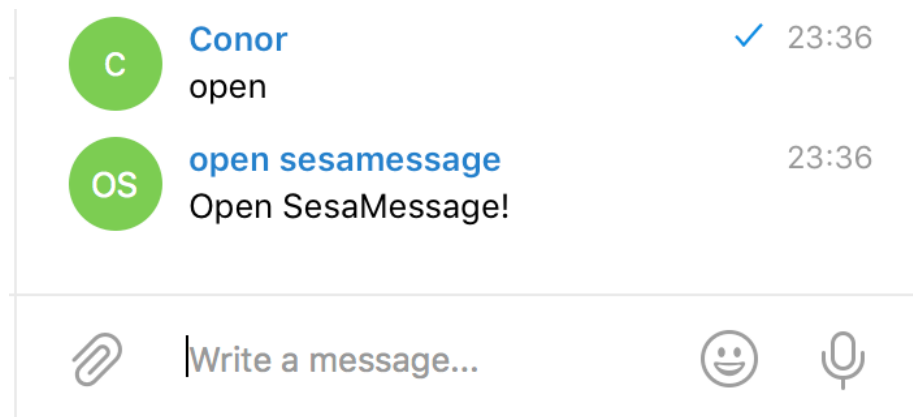 C
Conor
23:36
open
OS
open sesamessage
23:36
Open SesaMessage!
Write a message...